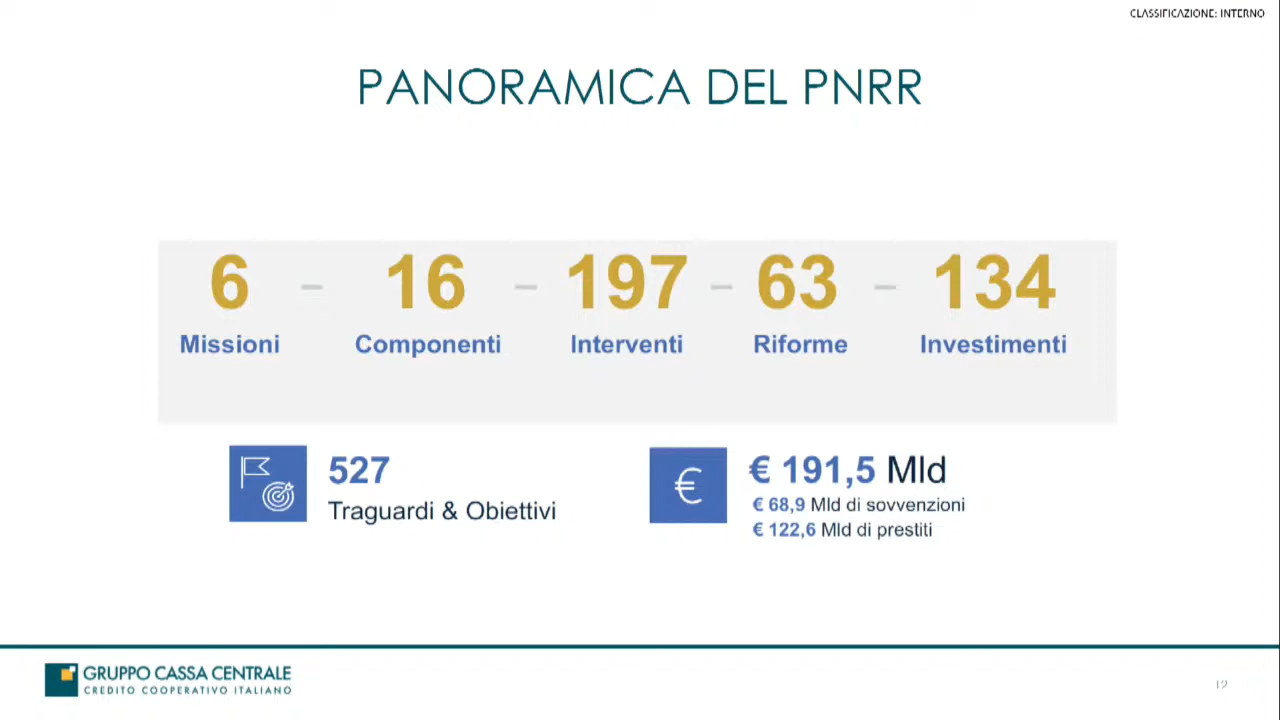 CLASSIFICAZIONE: INTERNO
PANORAMICA DEL PNRR
6 – 16 – 197 – 63 – 134
Missioni Componenti Interventi Riforme Investimenti
527
Traguardi & Obiettivi
€ 191,5 Mld
€ 68,9 Mld di sovvenzioni
€ 122,6 Mld di prestiti
GRUPPO CASSA CENTRALE
CREDITO COOPERATIVO ITALIANO
12